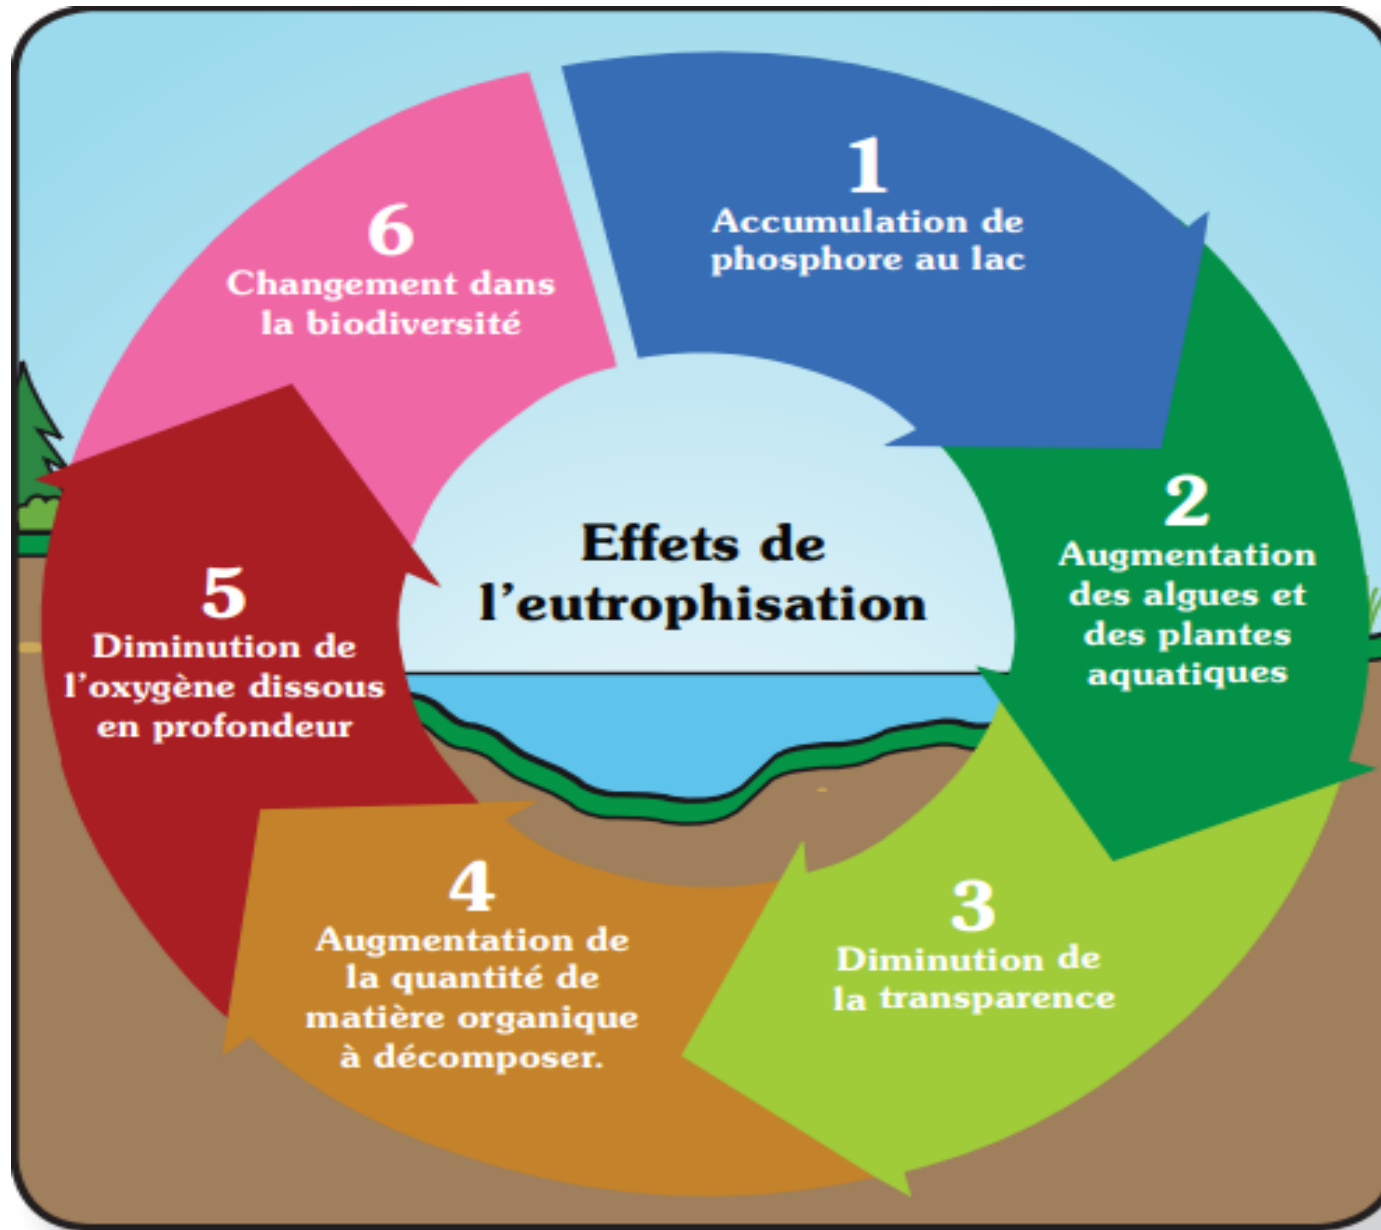 1
Accumulation de
phosphore au lac
2
Augmentation
des algues et
des plantes
aquatiques
3
Diminution de
la transparence
4
Augmentation de
la quantité de
matière organique
à décomposer.
5
Diminution de
l'oxygène dissous
en profondeur
6
Changement dans
la biodiversité
Effets de
l'eutrophisation